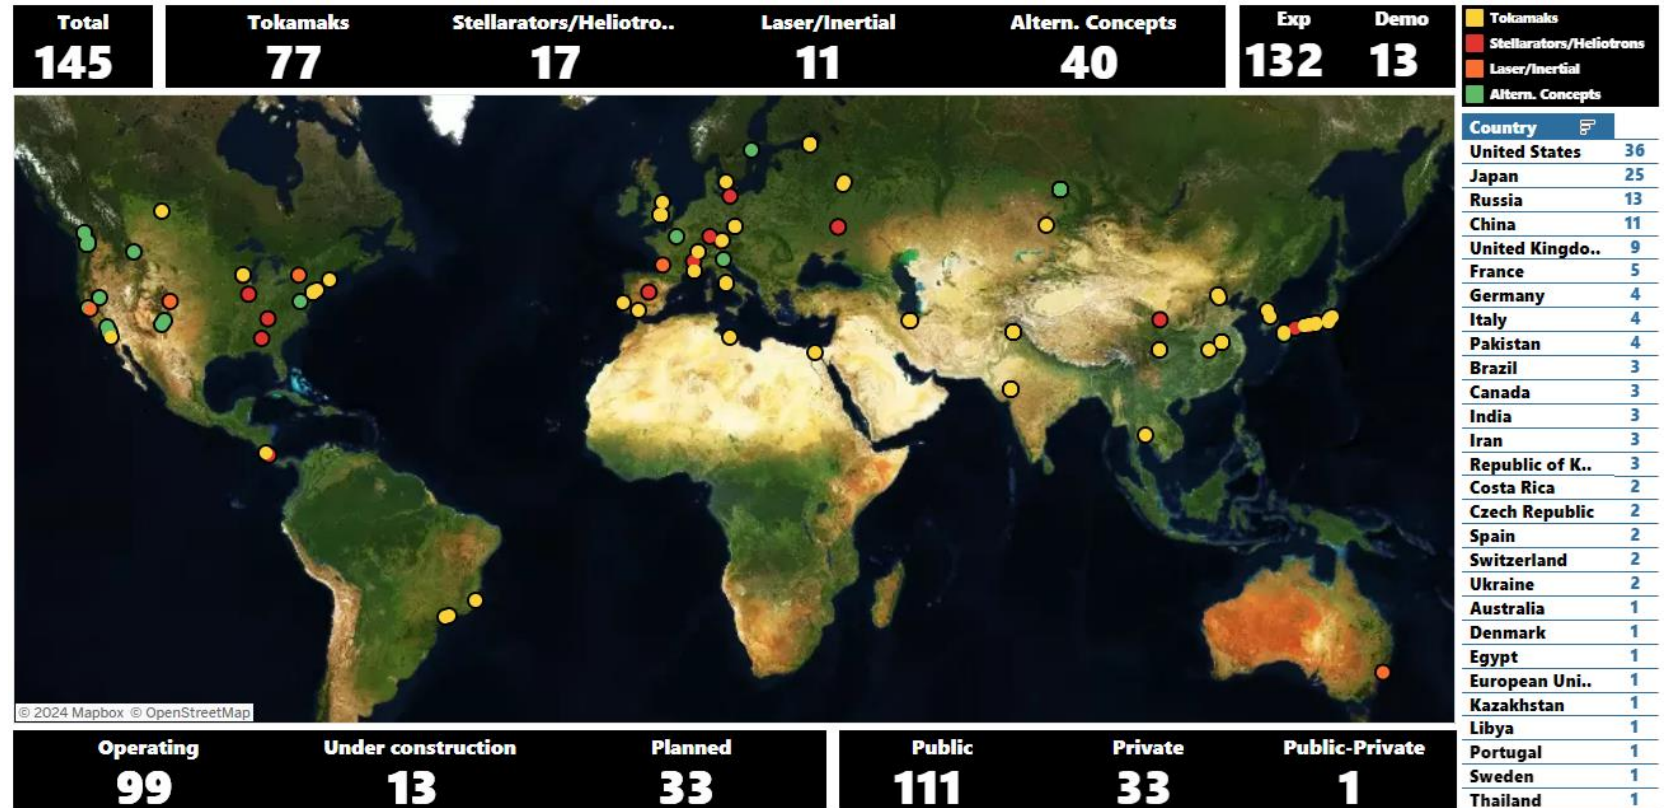 Total
145
Tokamaks
77
Stellarators/Heliotro..
17
Laser/Inertial
11
Altern. Concepts
40
Exp
132
Demo
13
Tokamaks
Stellarators/Heliotrons
Laser/Inertial
Altern. Concepts
Country
United States 36
Japan 25
Russia 13
China 11
United Kingdo.. 9
France 5
Germany 4
Italy 4
Pakistan 4
Brazil 3
Canada 3
India 3
Iran 3
Republic of K.. 3
Costa Rica 2
Czech Republic 2
Spain 2
Switzerland 2
Ukraine 2
Australia 1
Denmark 1
Egypt 1
European Uni.. 1
Kazakhstan 1
Libya 1
Portugal 1
Sweden 1
Thailand 1
© 2024 Mapbox © OpenStreetMap
Operating
99
Under construction
13
Planned
33
Public
111
Private
33
Public-Private
1